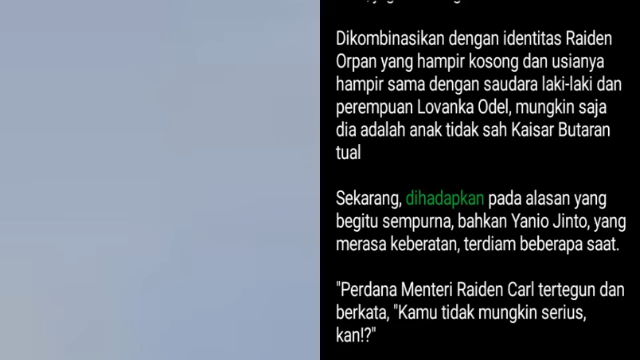 Dikombinasikan dengan identitas Raiden
Orpan yang hampir kosong dan usianya
hampir sama dengan saudara laki-laki dan
perempuan Lovanka Odel, mungkin saja
dia adalah anak tidak sah Kaisar Butaran
tual
Sekarang, dihadapkan pada alasan yang
begitu sempurna, bahkan Yanio Jinto, yang
merasa keberatan, terdiam beberapa saat.
"Perdana Menteri Raiden Carl tertegun dan
berkata, "Kamu tidak mungkin serius,
kan!?"